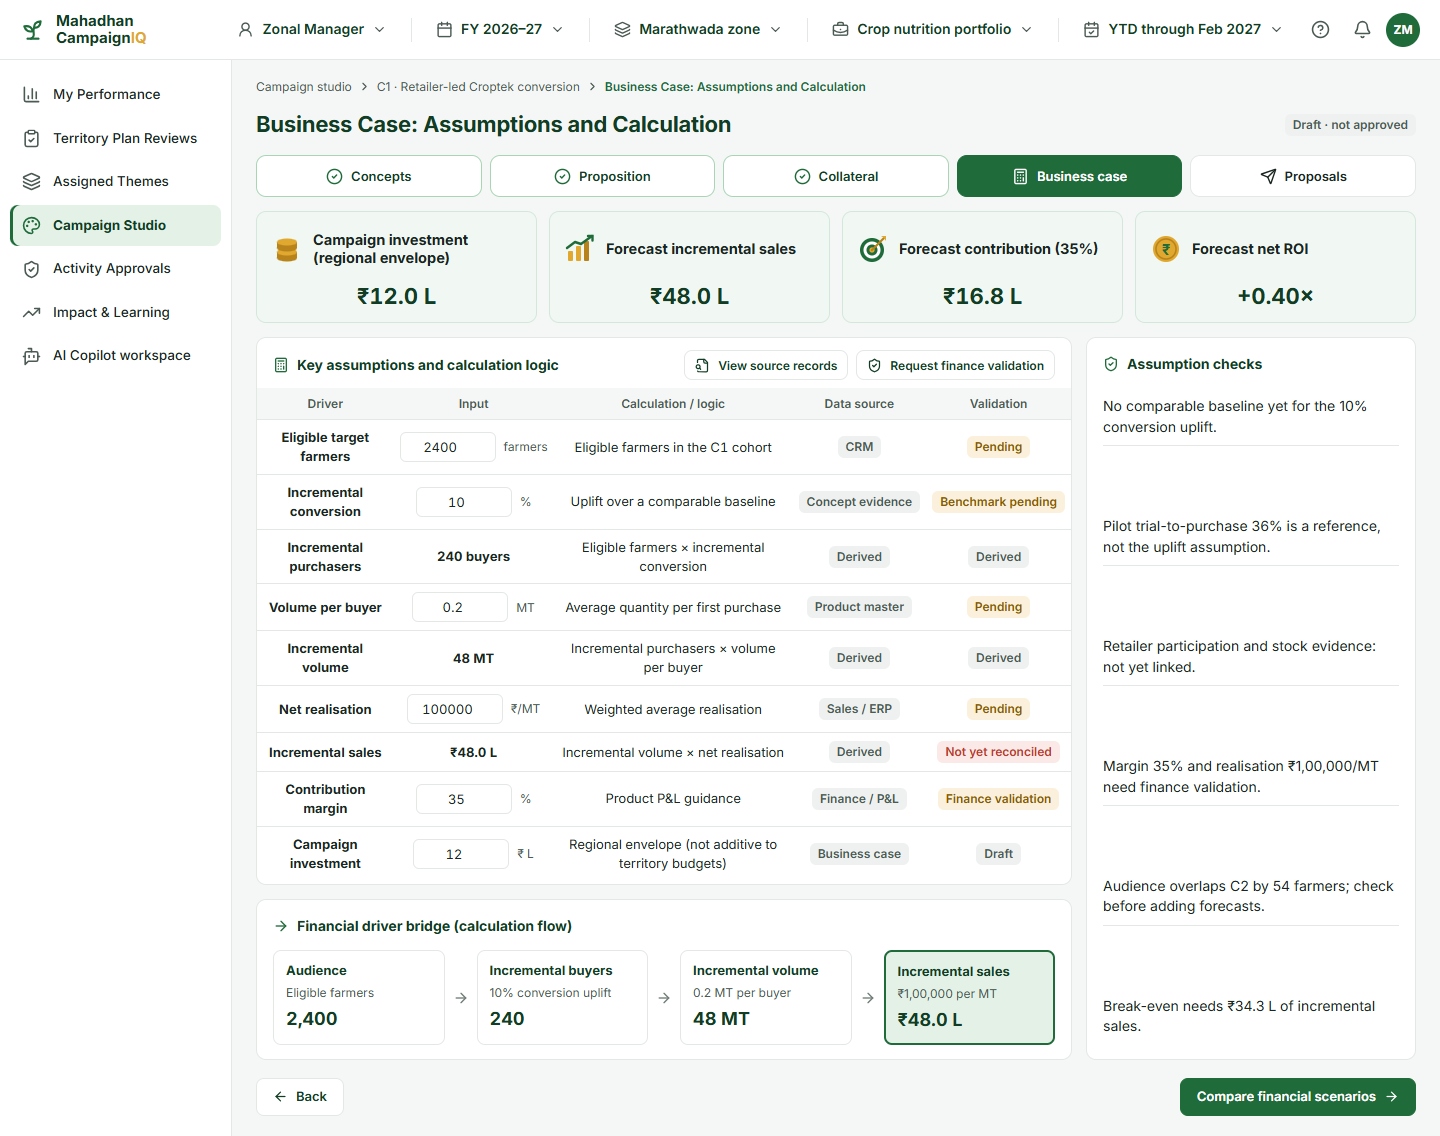 Mahadhan
CampaignIQ
Zonal Manager
FY 2026–27
Marathwada zone
Crop nutrition portfolio
YTD through Feb 2027
ZM
My Performance
Territory Plan Reviews
Assigned Themes
Campaign Studio
Activity Approvals
Impact & Learning
AI Copilot workspace
Campaign studio > C1 · Retailer-led Croptek conversion > Business Case: Assumptions and Calculation
Business Case: Assumptions and Calculation
Draft · not approved
Concepts
Proposition
Collateral
Business case
Proposals
Campaign investment
(regional envelope)
₹12.0 L
Forecast incremental sales
₹48.0 L
Forecast contribution (35%)
₹16.8 L
Forecast net ROI
+0.40×
Key assumptions and calculation logic
View source records
Request finance validation
Driver Input Calculation / logic Data source Validation
Eligible target
farmers
2400 farmers Eligible farmers in the C1 cohort CRM Pending
Incremental
conversion
10 % Uplift over a comparable baseline Concept evidence Benchmark pending
Incremental
purchasers
240 buyers
Eligible farmers × incremental
conversion
Derived Derived
Volume per buyer 0.2 MT Average quantity per first purchase Product master Pending
Incremental
volume
48 MT
Incremental purchasers × volume
per buyer
Derived Derived
Net realisation 100000 ₹/MT Weighted average realisation Sales / ERP Pending
Incremental sales ₹48.0 L Incremental volume × net realisation Derived Not yet reconciled
Contribution
margin
35 % Product P&L guidance Finance / P&L Finance validation
Campaign
investment
12 ₹ L
Regional envelope (not additive to
territory budgets)
Business case Draft
Assumption checks
No comparable baseline yet for the 10%
conversion uplift.
Pilot trial-to-purchase 36% is a reference,
not the uplift assumption.
Retailer participation and stock evidence:
not yet linked.
Margin 35% and realisation ₹1,00,000/MT
need finance validation.
Audience overlaps C2 by 54 farmers; check
before adding forecasts.
Break-even needs ₹34.3 L of incremental
sales.
Financial driver bridge (calculation flow)
Audience
Eligible farmers
2,400
Incremental buyers
10% conversion uplift
240
Incremental volume
0.2 MT per buyer
48 MT
Incremental sales
₹1,00,000 per MT
₹48.0 L
Back
Compare financial scenarios